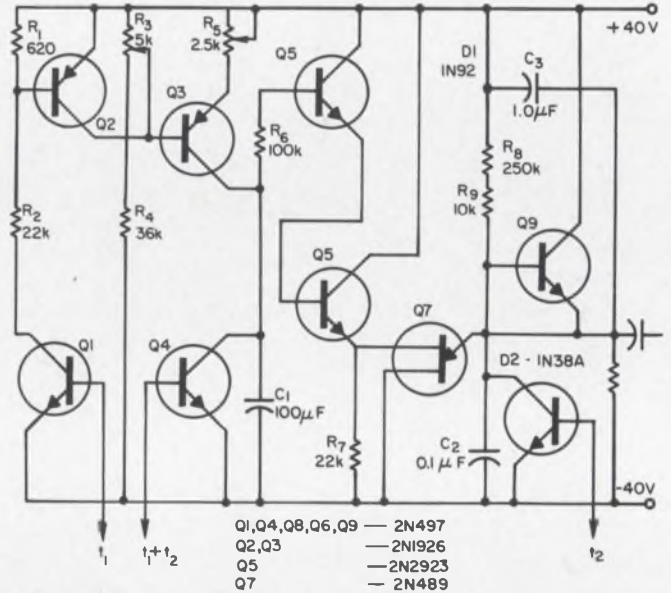 R1
620
R3
5k
R5
2.5k
Q5
D1
1N92
C3
1.0μF
+40V
Q2
Q3
R6
100k
R8
250k
R9
10k
R2
22k
R4
36k
Q5
Q7
Q9
Q1
Q4
C1
100μF
D2 - 1N38A
R7
22k
C2
0.1μF
-40V
t1
t1+t2
t2
Q1,Q4,Q8,Q6,Q9 — 2N497
Q2,Q3 — 2N1926
Q5 — 2N2923
Q7 — 2N489